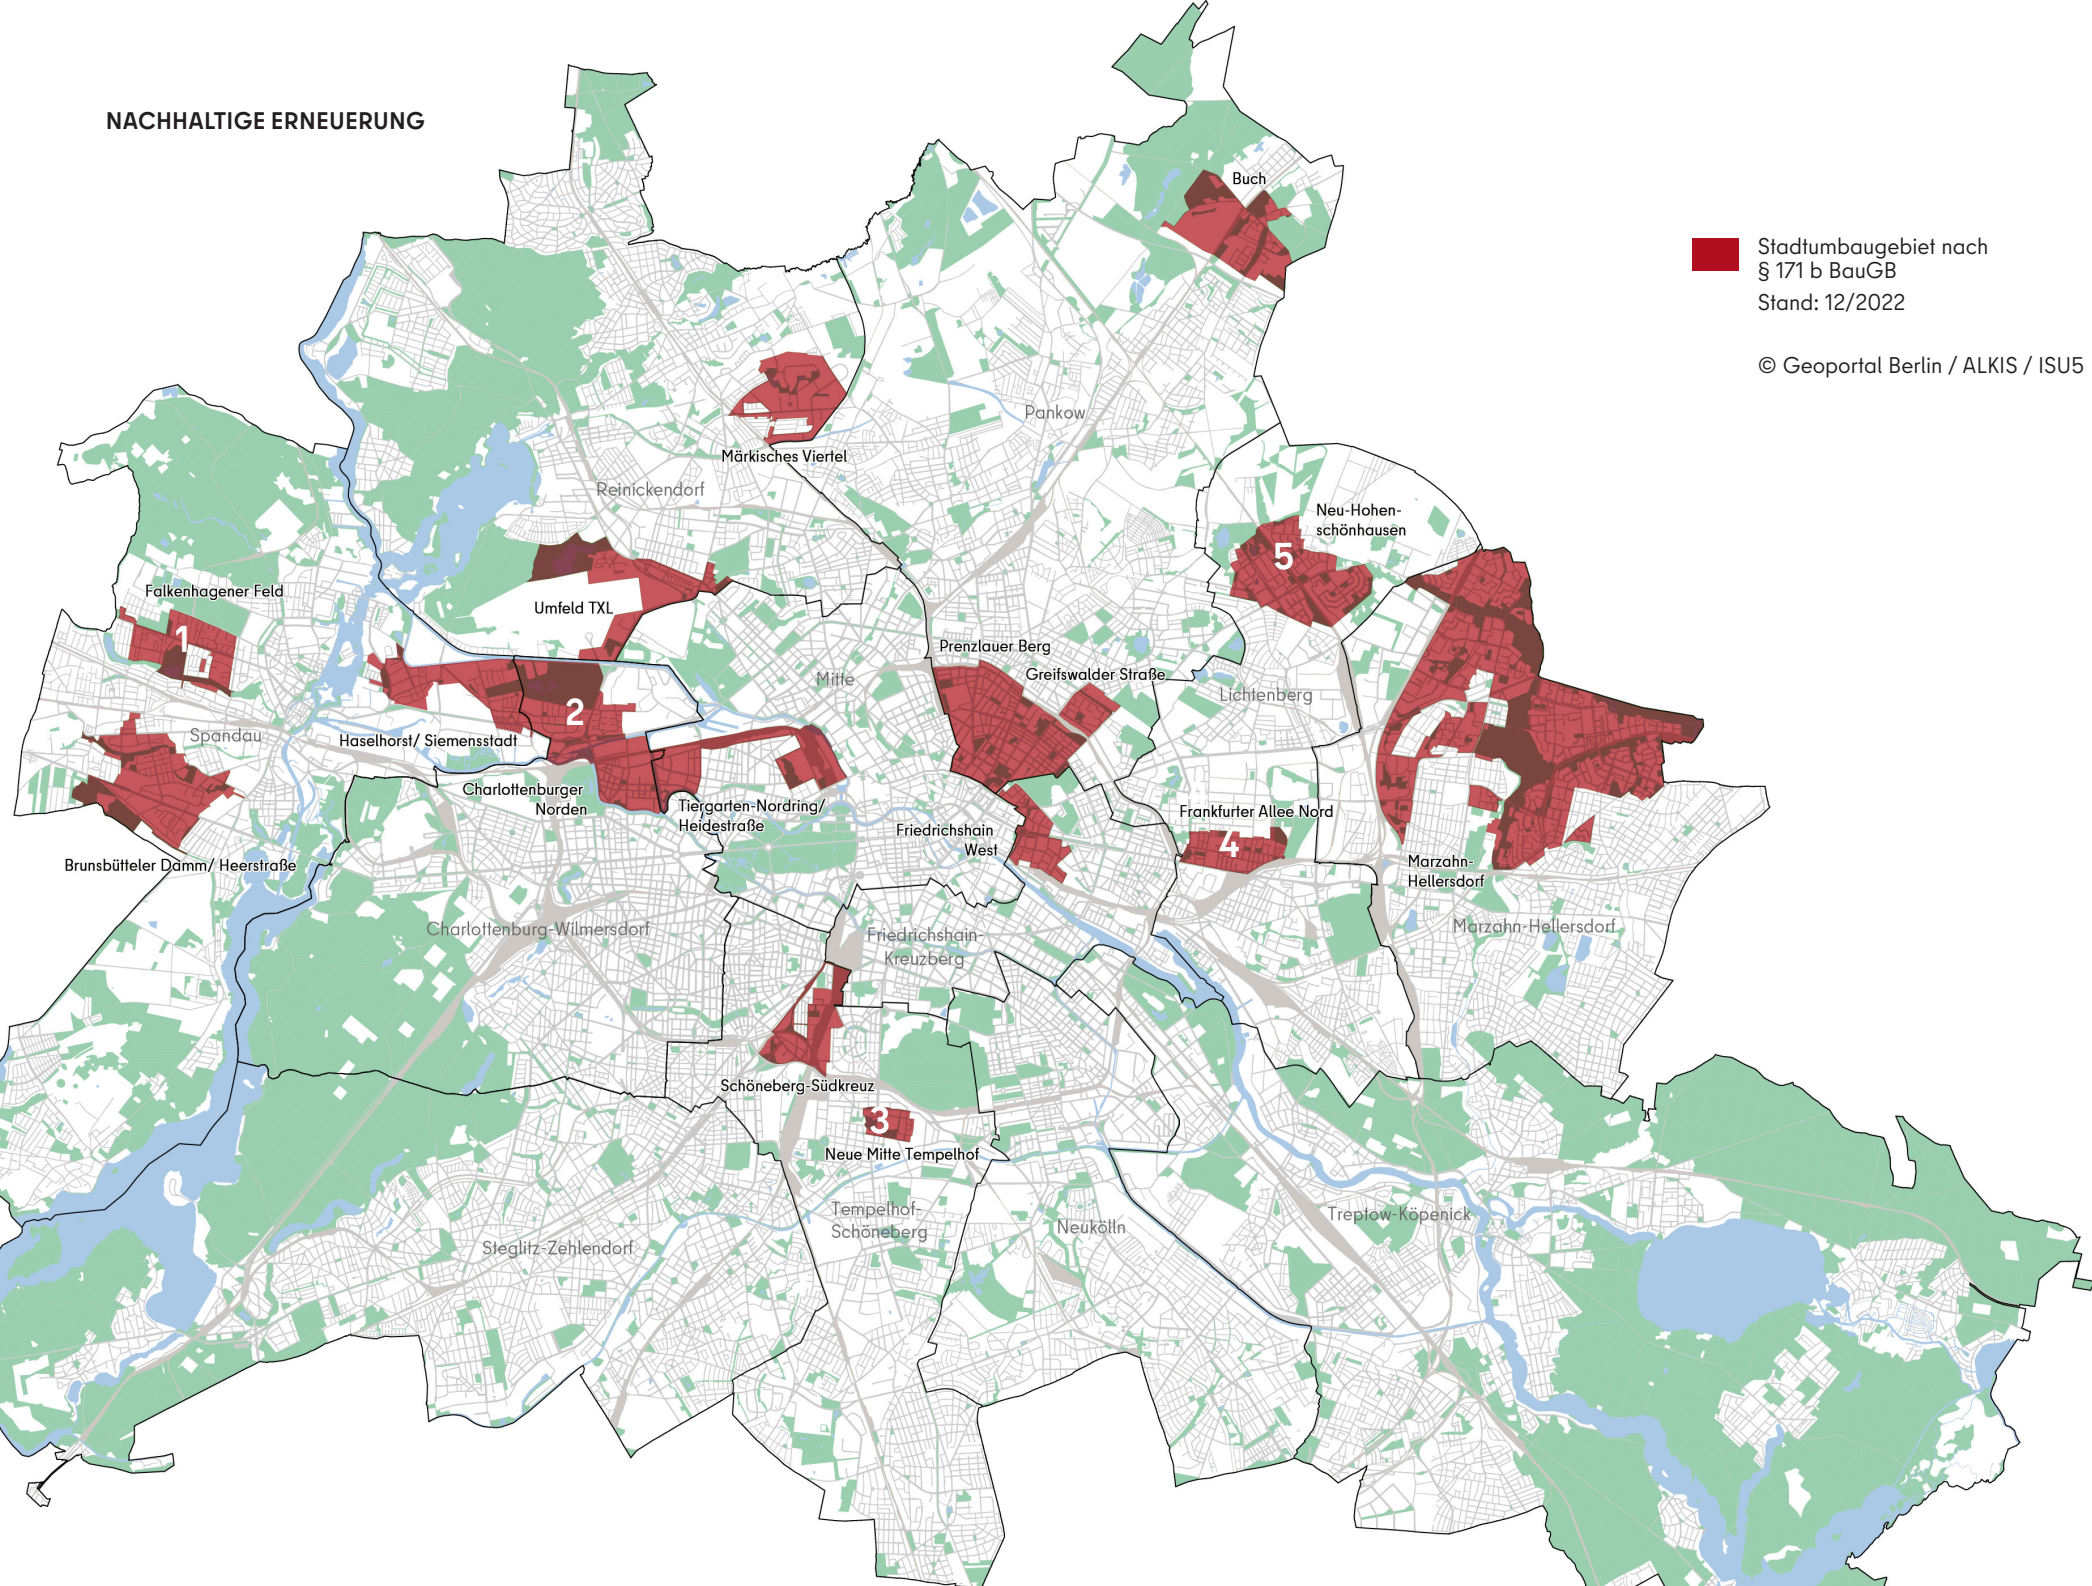 NACHHALTIGE ERNEUERUNG
Buch
Stadtumbaugebiet nach
§ 171 b BauGB
Stand: 12/2022
© Geoportal Berlin / ALKIS / ISU5
Pankow
Märkisches Viertel
Reinickendorf
Neu-Hohen-
schönhausen
5
Falkenhagener Feld
Umfeld TXL
1
Prenzlauer Berg
Greifswalder Straße
Mitte
Lichtenberg
2
Spandau
Haselhorst/ Siemensstadt
Charlottenburger
Norden
Tiergarten-Nordring/
Heidestraße
Frankfurter Allee Nord
4
Friedrichshain
West
Brunsbütteler Damm/ Heerstraße
Marzahn-
Hellersdorf
Charlottenburg-Wilmersdorf
Friedrichshain-
Kreuzberg
Marzahn-Hellersdorf
Schöneberg-Südkreuz
3
Neue Mitte Tempelhof
Tempelhof-
Schöneberg
Neukölln
Treptow-Köpenick
Steglitz-Zehlendorf